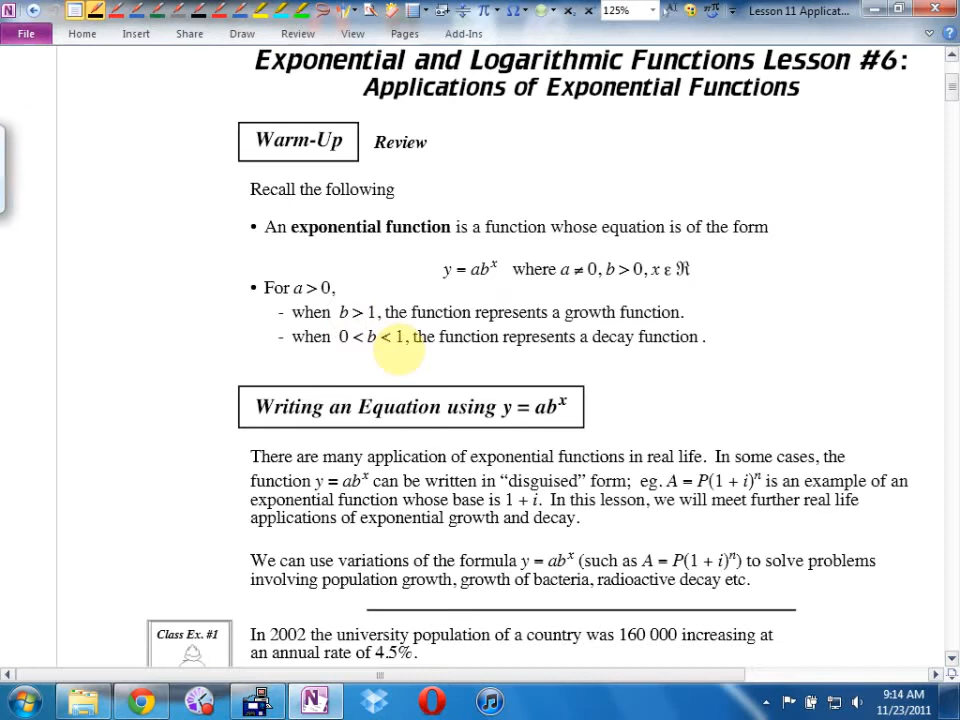 125%
Lesson 11 Applicat...
File Home Insert Share Draw Review View Pages Add-Ins
Exponential and Logarithmic Functions Lesson #6:
Applications of Exponential Functions
Warm-Up Review
Recall the following
• An exponential function is a function whose equation is of the form
y = abˣ where a ≠ 0, b > 0, x ε ℜ
• For a > 0,
- when b > 1, the function represents a growth function.
- when 0 < b < 1, the function represents a decay function .
Writing an Equation using y = abˣ
There are many application of exponential functions in real life. In some cases, the
function y = abˣ can be written in “disguised” form; eg. A = P(1 + i)ⁿ is an example of an
exponential function whose base is 1 + i. In this lesson, we will meet further real life
applications of exponential growth and decay.
We can use variations of the formula y = abˣ (such as A = P(1 + i)ⁿ) to solve problems
involving population growth, growth of bacteria, radioactive decay etc.
Class Ex. #1
In 2002 the university population of a country was 160 000 increasing at
an annual rate of 4.5%.
9:14 AM
11/23/2011